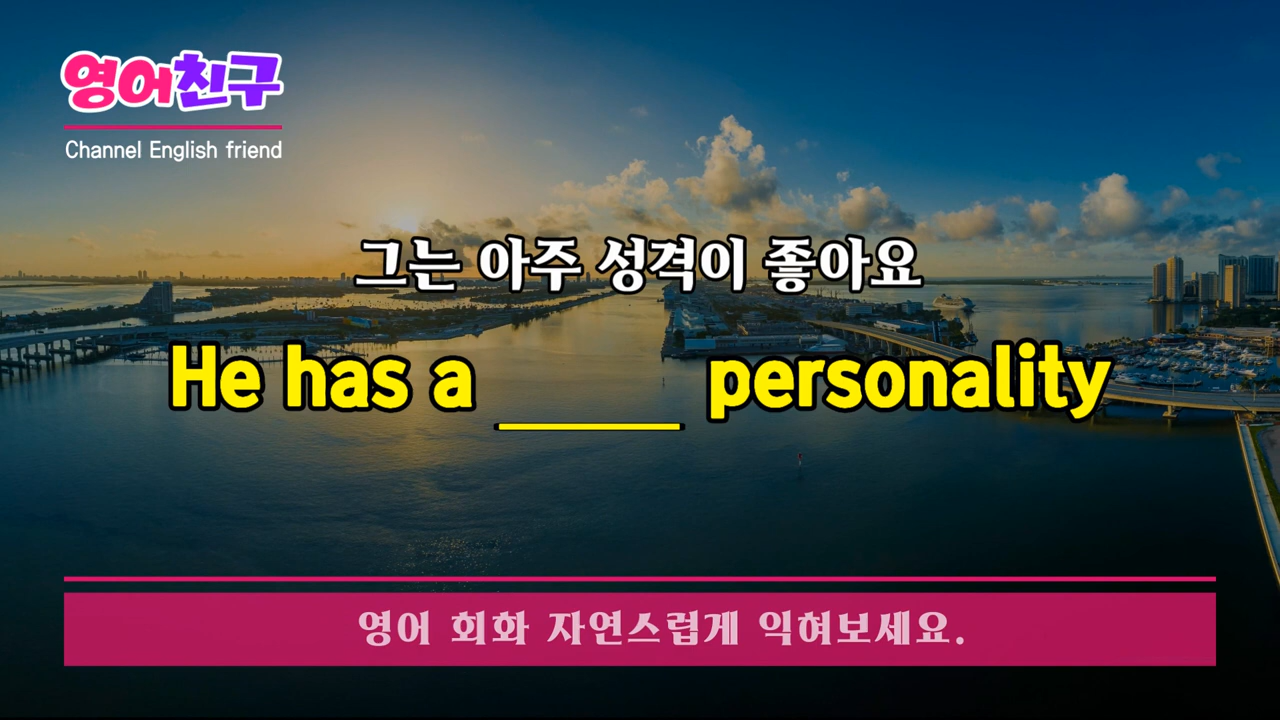 영어친구
Channel English friend
그는 아주 성격이 좋아요
He has a _____ personality
영어 회화 자연스럽게 익혀보세요.